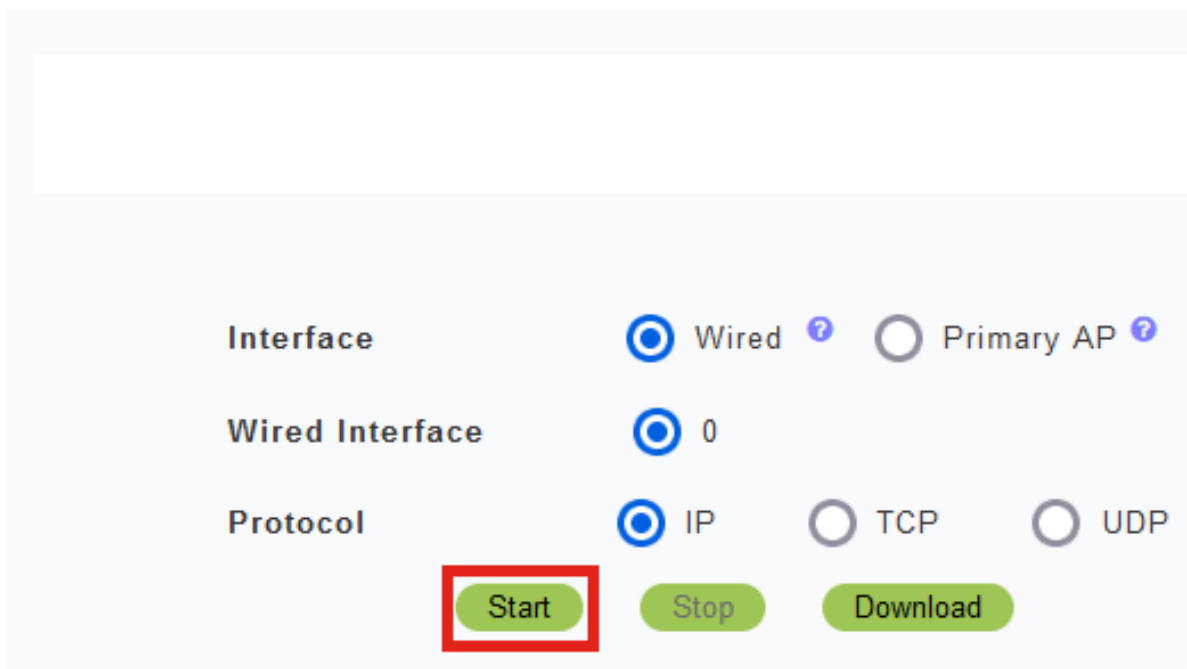 Interface Wired ? Primary AP ?
Wired Interface 0
Protocol IP TCP UDP
Start Stop Download